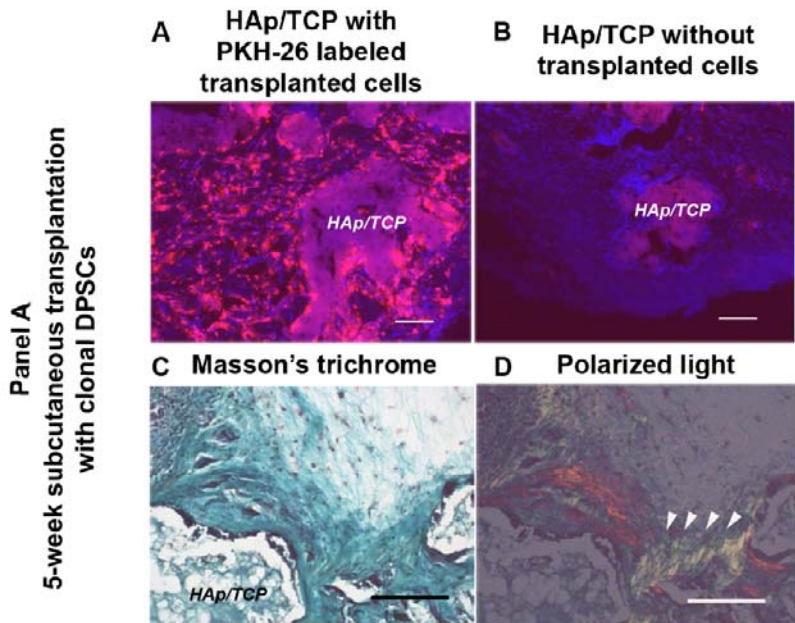 Panel A
5-week subcutaneous transplantation
with clonal DPSCs
A
HAp/TCP with
PKH-26 labeled
transplanted cells
B
HAp/TCP without
transplanted cells
HAp/TCP
HAp/TCP
C Masson's trichrome
D Polarized light
HAp/TCP